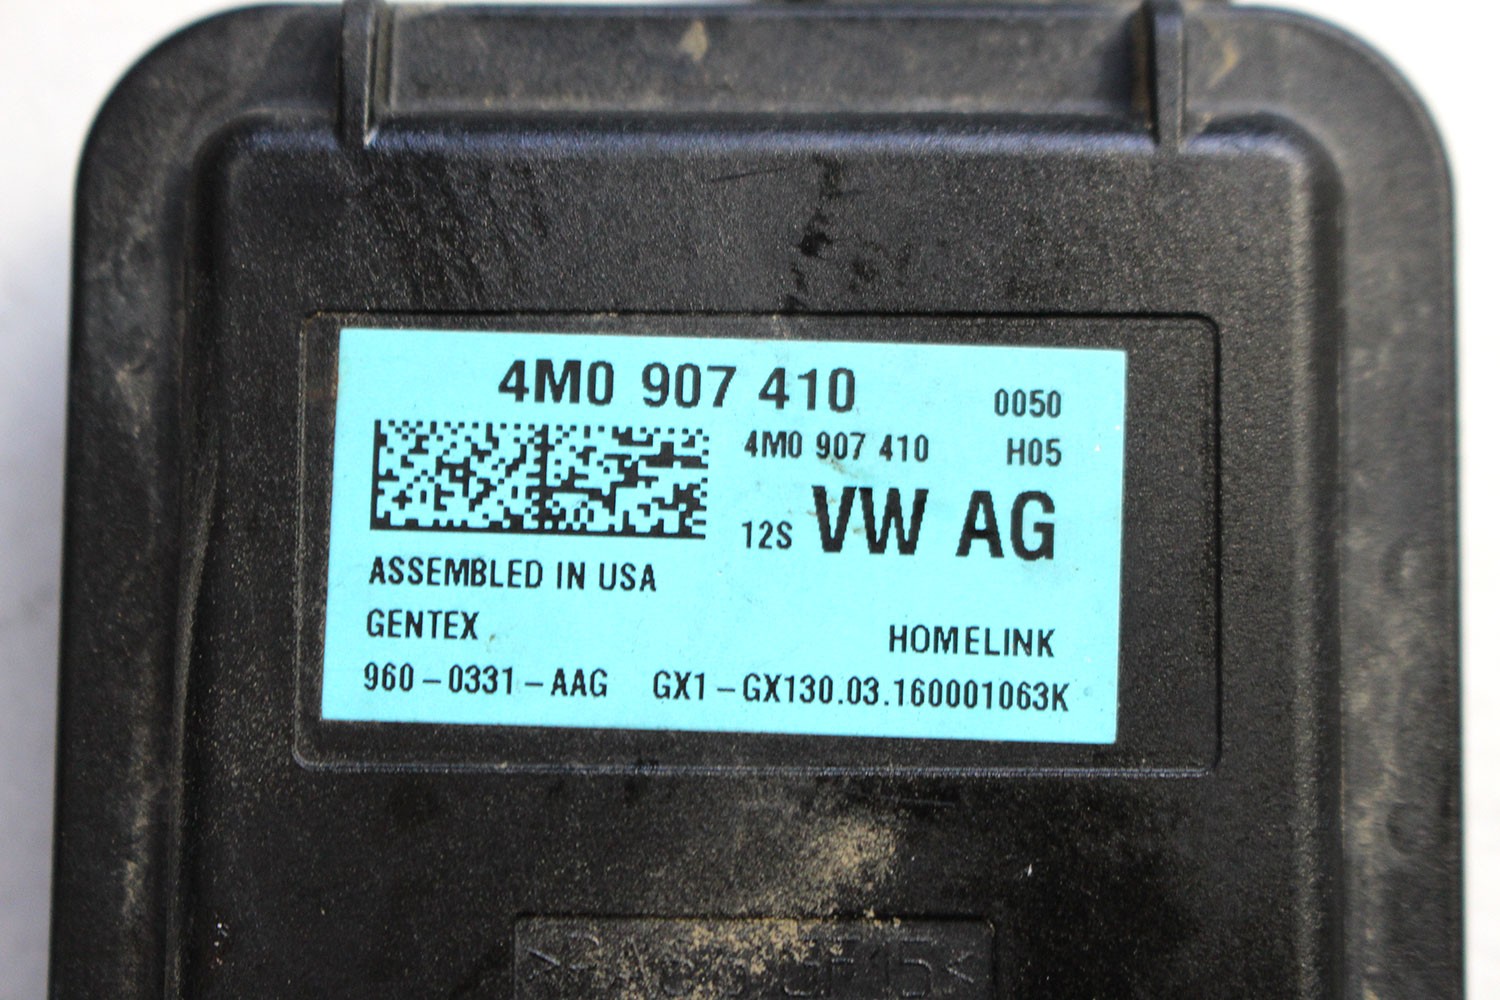 4M0 907 410 0050
4M0 907 410 H05
12S VW AG
ASSEMBLED IN USA
GENTEX HOMELINK
960-0331-AAG GX1-GX130.03.160001063K